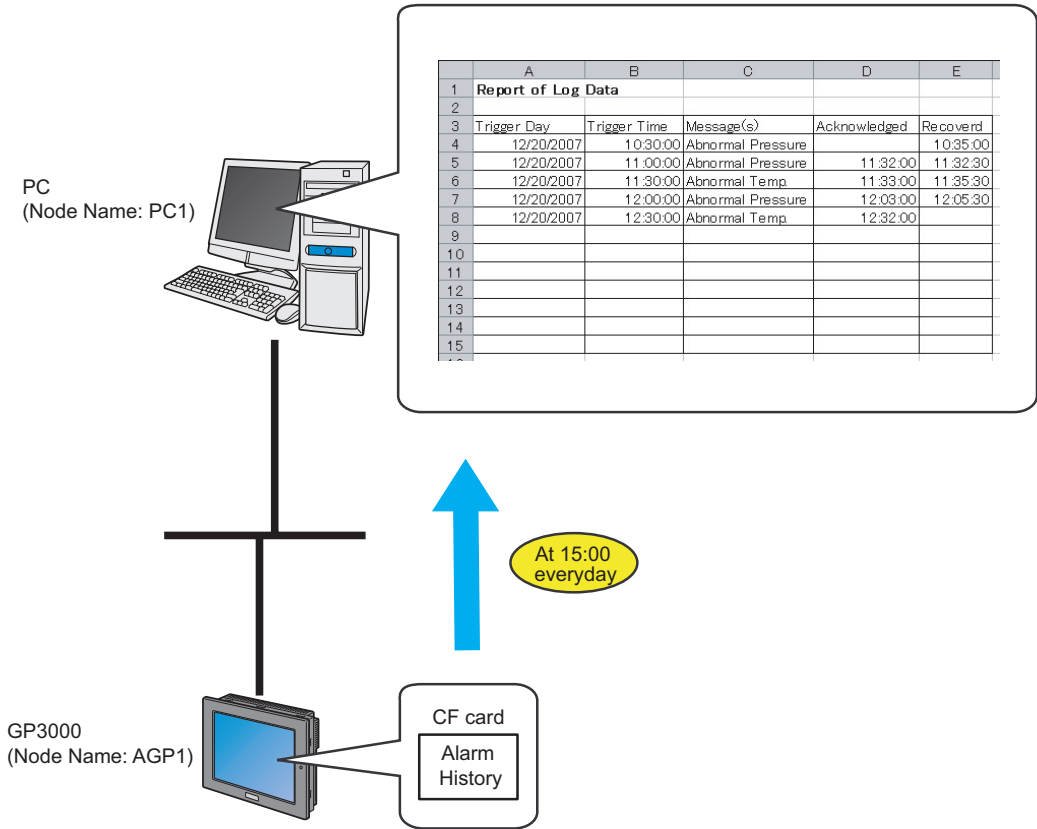 A B C D E
1 Report of Log Data
2
3 Trigger Day Trigger Time Message(s) Acknowledged Recoverd
4 12/20/2007 10:30:00 Abnormal Pressure 10:35:00
5 12/20/2007 11:00:00 Abnormal Pressure 11:32:00 11:32:30
6 12/20/2007 11:30:00 Abnormal Temp. 11:33:00 11:35:30
7 12/20/2007 12:00:00 Abnormal Pressure 12:03:00 12:05:30
8 12/20/2007 12:30:00 Abnormal Temp. 12:32:00
9
10
11
12
13
14
15
PC
(Node Name: PC1)
At 15:00
everyday
GP3000
(Node Name: AGP1)
CF card
Alarm
History